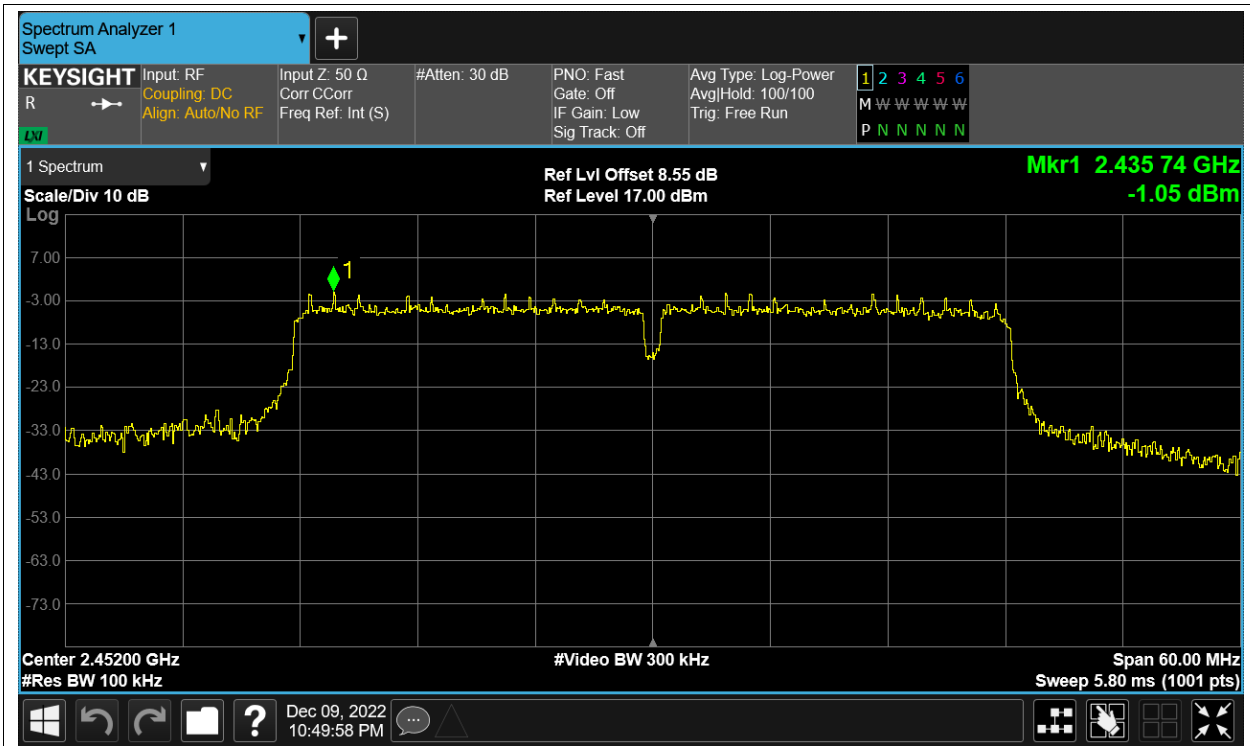 Spectrum Analyzer 1
Swept SA
KEYSIGHT
R
LXI
Input: RF
Coupling: DC
Align: Auto/No RF
Input Z: 50 Ω
Corr CCorr
Freq Ref: Int (S)
#Atten: 30 dB
PNO: Fast
Gate: Off
IF Gain: Low
Sig Track: Off
Avg Type: Log-Power
Avg|Hold: 100/100
Trig: Free Run
1 2 3 4 5 6
M W W W W W
P N N N N N
1 Spectrum
Scale/Div 10 dB
Log
Ref Lvl Offset 8.55 dB
Ref Level 17.00 dBm
Mkr1 2.435 74 GHz
-1.05 dBm
1
7.00
-3.00
-13.0
-23.0
-33.0
-43.0
-53.0
-63.0
-73.0
Center 2.45200 GHz
#Video BW 300 kHz
Span 60.00 MHz
#Res BW 100 kHz
Sweep 5.80 ms (1001 pts)
?
Dec 09, 2022
10:49:58 PM